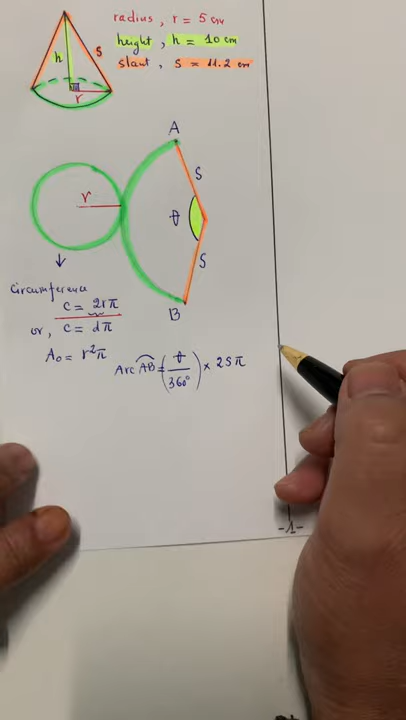 radius, r = 5 cm
height, h = 10 cm
slant, s = 11.2 cm
h
s
r
A
s
r
θ
s
B
Circumference
c = 2rπ
or, c = dπ
A₀ = r²π
Arc AB = (θ/360°) × 2sπ
-1-